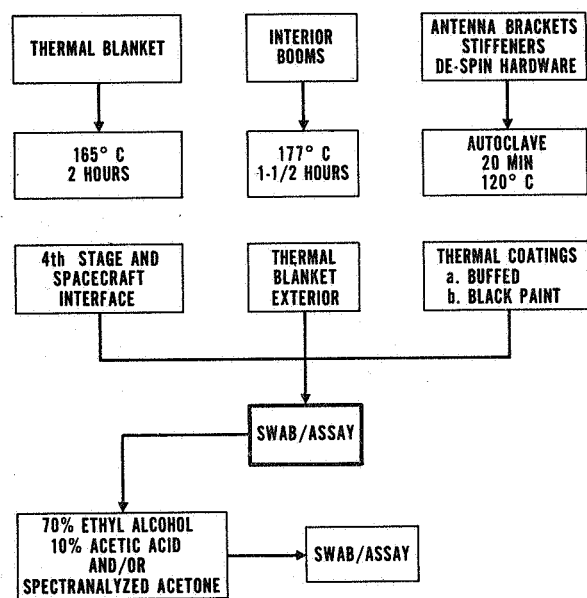 THERMAL BLANKET
INTERIOR
BOOMS
ANTENNA BRACKETS
STIFFENERS
DE-SPIN HARDWARE
165° C
2 HOURS
177° C
1-1/2 HOURS
AUTOCLAVE
20 MIN
120° C
4th STAGE AND
SPACECRAFT
INTERFACE
THERMAL
BLANKET
EXTERIOR
THERMAL COATINGS
a. BUFFED
b. BLACK PAINT
SWAB/ASSAY
70% ETHYL ALCOHOL
10% ACETIC ACID
AND/OR
SPECTRANALYZED ACETONE
SWAB/ASSAY